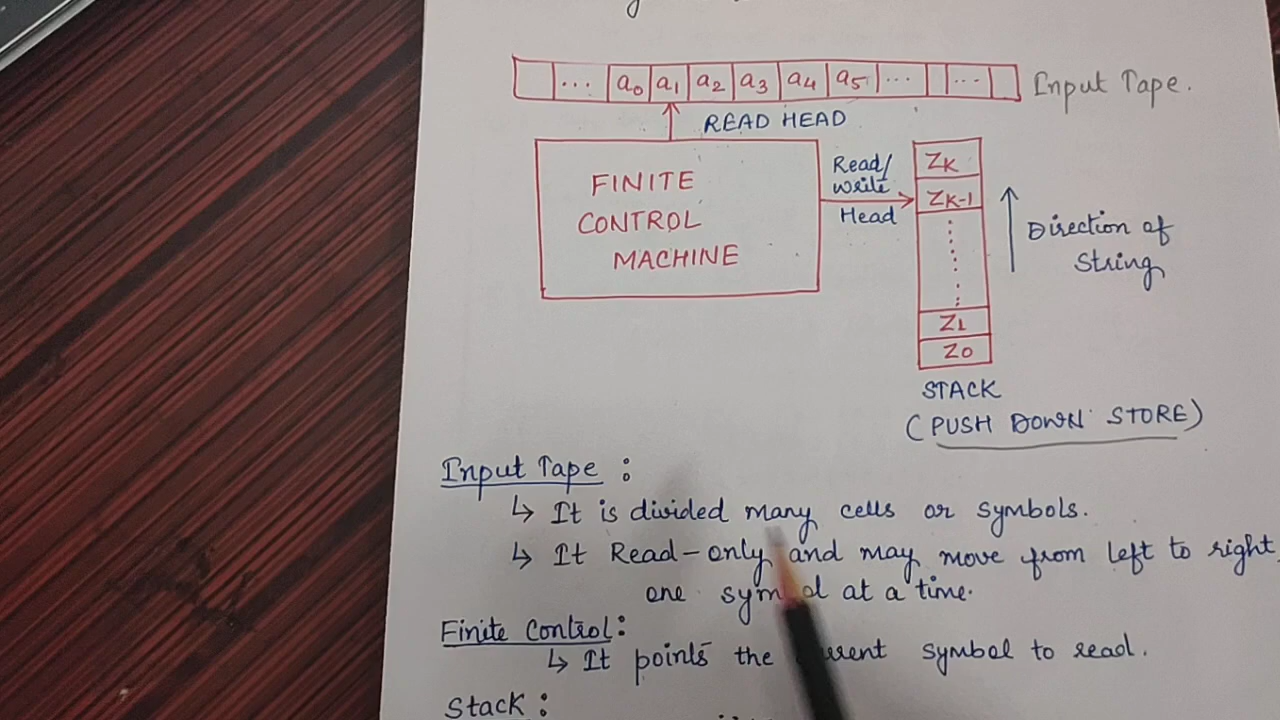 ... a0 a1 a2 a3 a4 a5 ... ... Input Tape.
READ HEAD
FINITE
CONTROL
MACHINE
Read/
Write
Head
ZK
ZK-1
Z1
Z0
Direction of
String
STACK
(PUSH DOWN STORE)
Input Tape :
↳ It is divided many cells or symbols.
↳ It Read-only and may move from left to right
one symbol at a time.
Finite Control:
↳ It points the current symbol to read.
Stack :